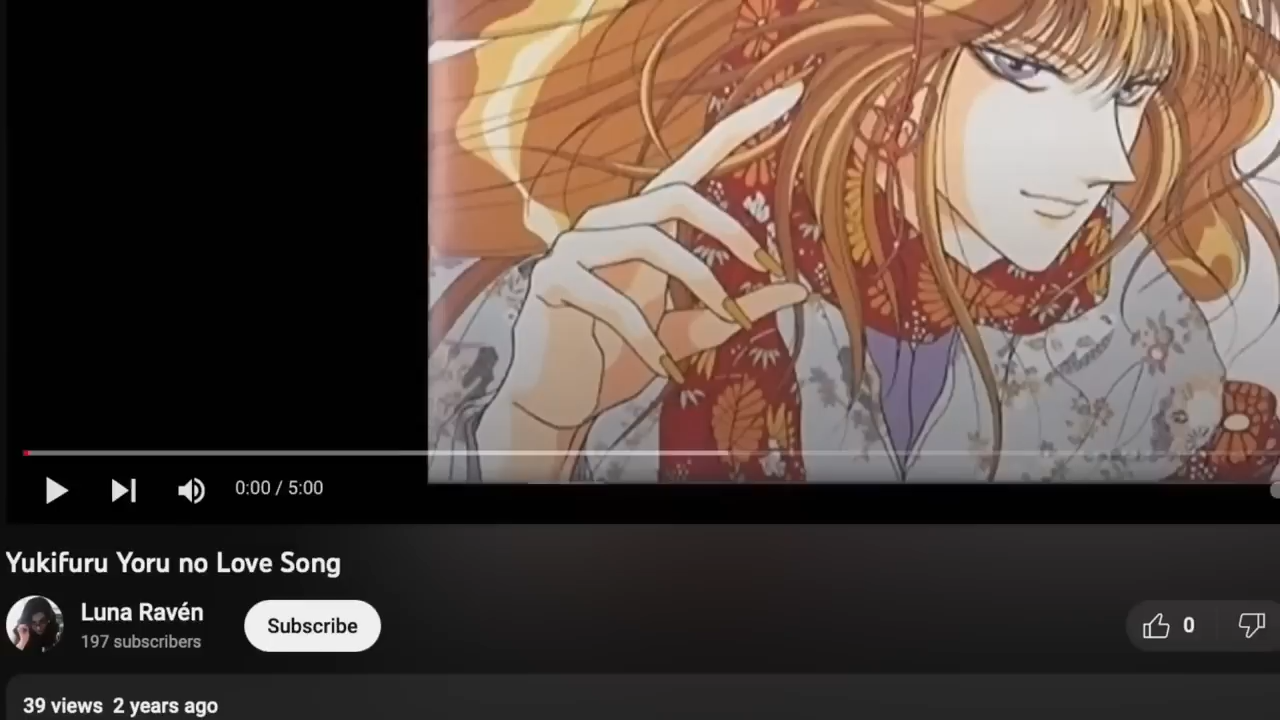 0:00 / 5:00
Yukifuru Yoru no Love Song
Luna Ravén
197 subscribers
Subscribe
0
39 views 2 years ago